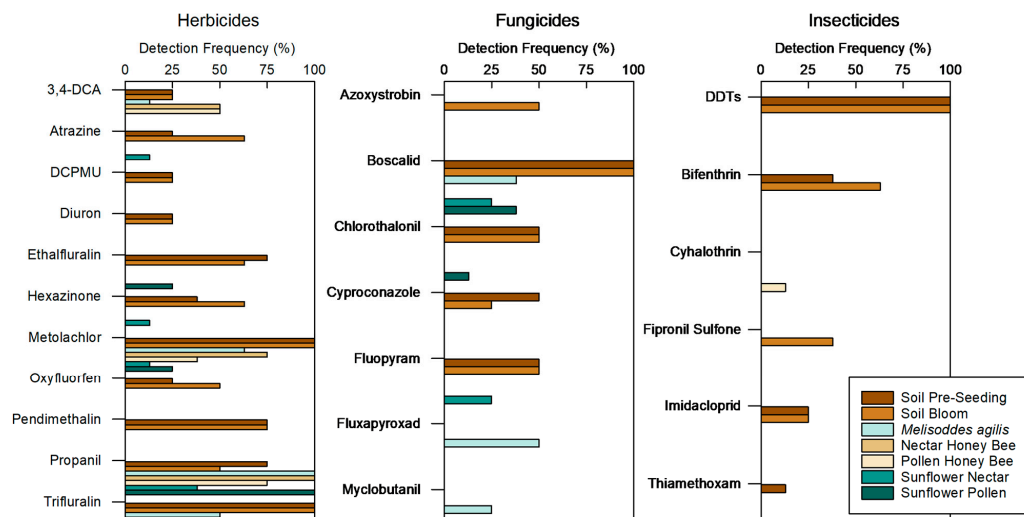 Herbicides
Detection Frequency (%)
0 25 50 75 100
3,4-DCA
Atrazine
DCPMU
Diuron
Ethalfluralin
Hexazinone
Metolachlor
Oxyfluorfen
Pendimethalin
Propanil
Trifluralin
Fungicides
Detection Frequency (%)
0 25 50 75 100
Azoxystrobin
Boscalid
Chlorothalonil
Cyproconazole
Fluopyram
Fluxapyroxad
Myclobutanil
Insecticides
Detection Frequency (%)
0 25 50 75 100
DDTs
Bifenthrin
Cyhalothrin
Fipronil Sulfone
Imidacloprid
Thiamethoxam
Soil Pre-Seeding
Soil Bloom
Melisoddes agilis
Nectar Honey Bee
Pollen Honey Bee
Sunflower Nectar
Sunflower Pollen